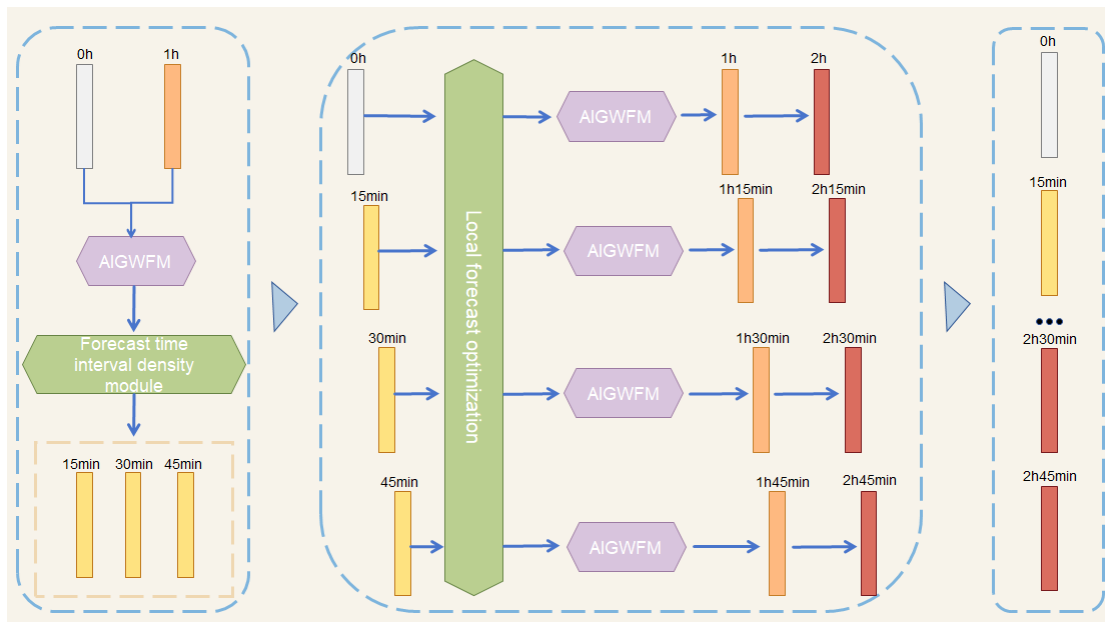 0h
1h
AIGWFM
Forecast time
interval density
module
15min
30min
45min
0h
15min
30min
45min
Local forecast optimization
AIGWFM
1h
2h
AIGWFM
1h15min
2h15min
AIGWFM
1h30min
2h30min
AIGWFM
1h45min
2h45min
0h
15min
•••
2h30min
2h45min